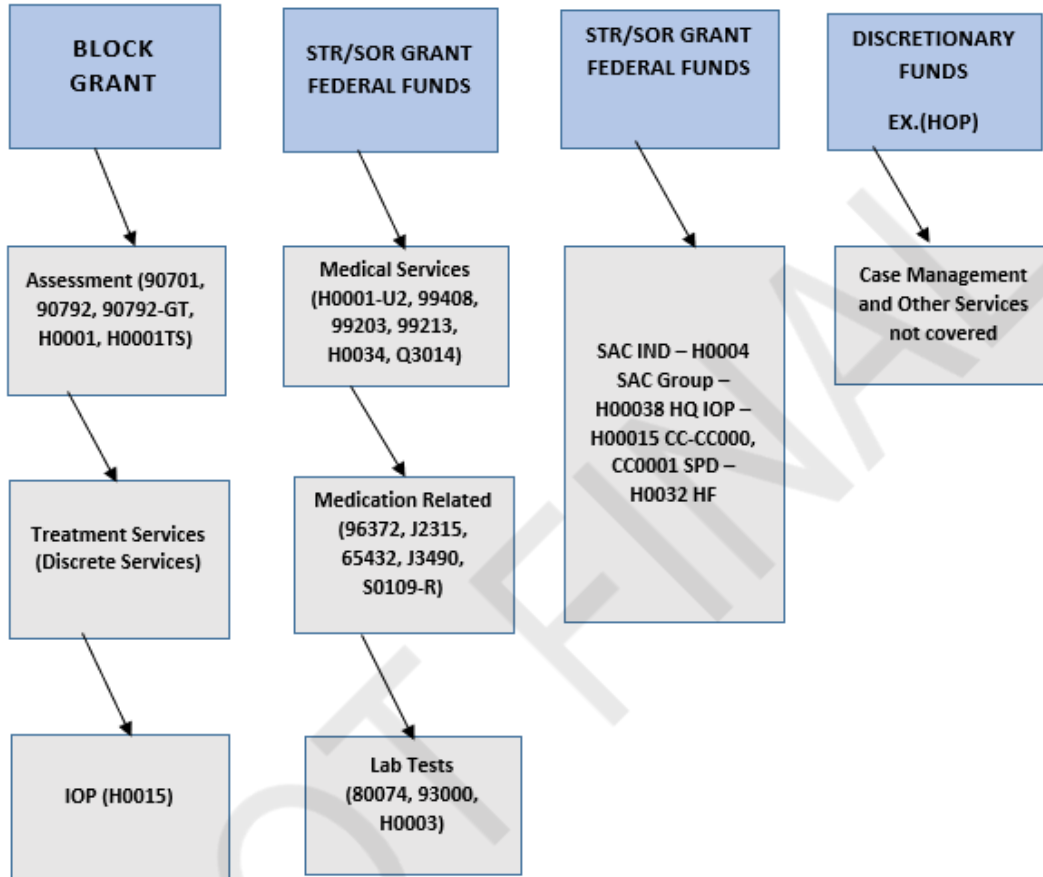 BLOCK
GRANT
Assessment (90701,
90792, 90792-GT,
H0001, H0001TS)
Treatment Services
(Discrete Services)
IOP (H0015)
STR/SOR GRANT
FEDERAL FUNDS
Medical Services
(H0001-U2, 99408,
99203, 99213,
H0034, Q3014)
Medication Related
(96372, J2315,
65432, J3490,
S0109-R)
Lab Tests
(80074, 93000,
H0003)
STR/SOR GRANT
FEDERAL FUNDS
SAC IND – H0004
SAC Group –
H00038 HQ IOP –
H00015 CC-CC000,
CC0001 SPD –
H0032 HF
DISCRETIONARY
FUNDS
EX.(HOP)
Case Management
and Other Services
not covered
OT FINAL